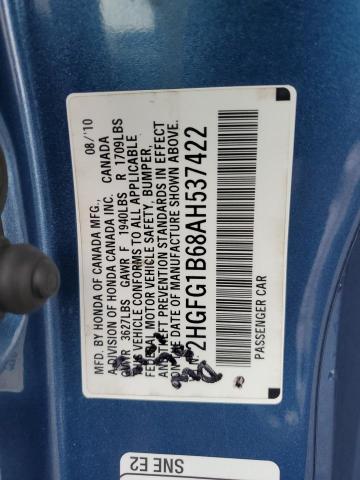 MFD. BY HONDA OF CANADA MFG., 08/'10
A DIVISION OF HONDA CANADA INC. CANADA
GVWR 3627LBS GAWR F 1940LBS R 1709LBS
THIS VEHICLE CONFORMS TO ALL APPLICABLE
FEDERAL MOTOR VEHICLE SAFETY, BUMPER,
AND THEFT PREVENTION STANDARDS IN EFFECT
ON THE DATE OF MANUFACTURE SHOWN ABOVE.
2HGFG1B68AH537422
PASSENGER CAR
SNE E2